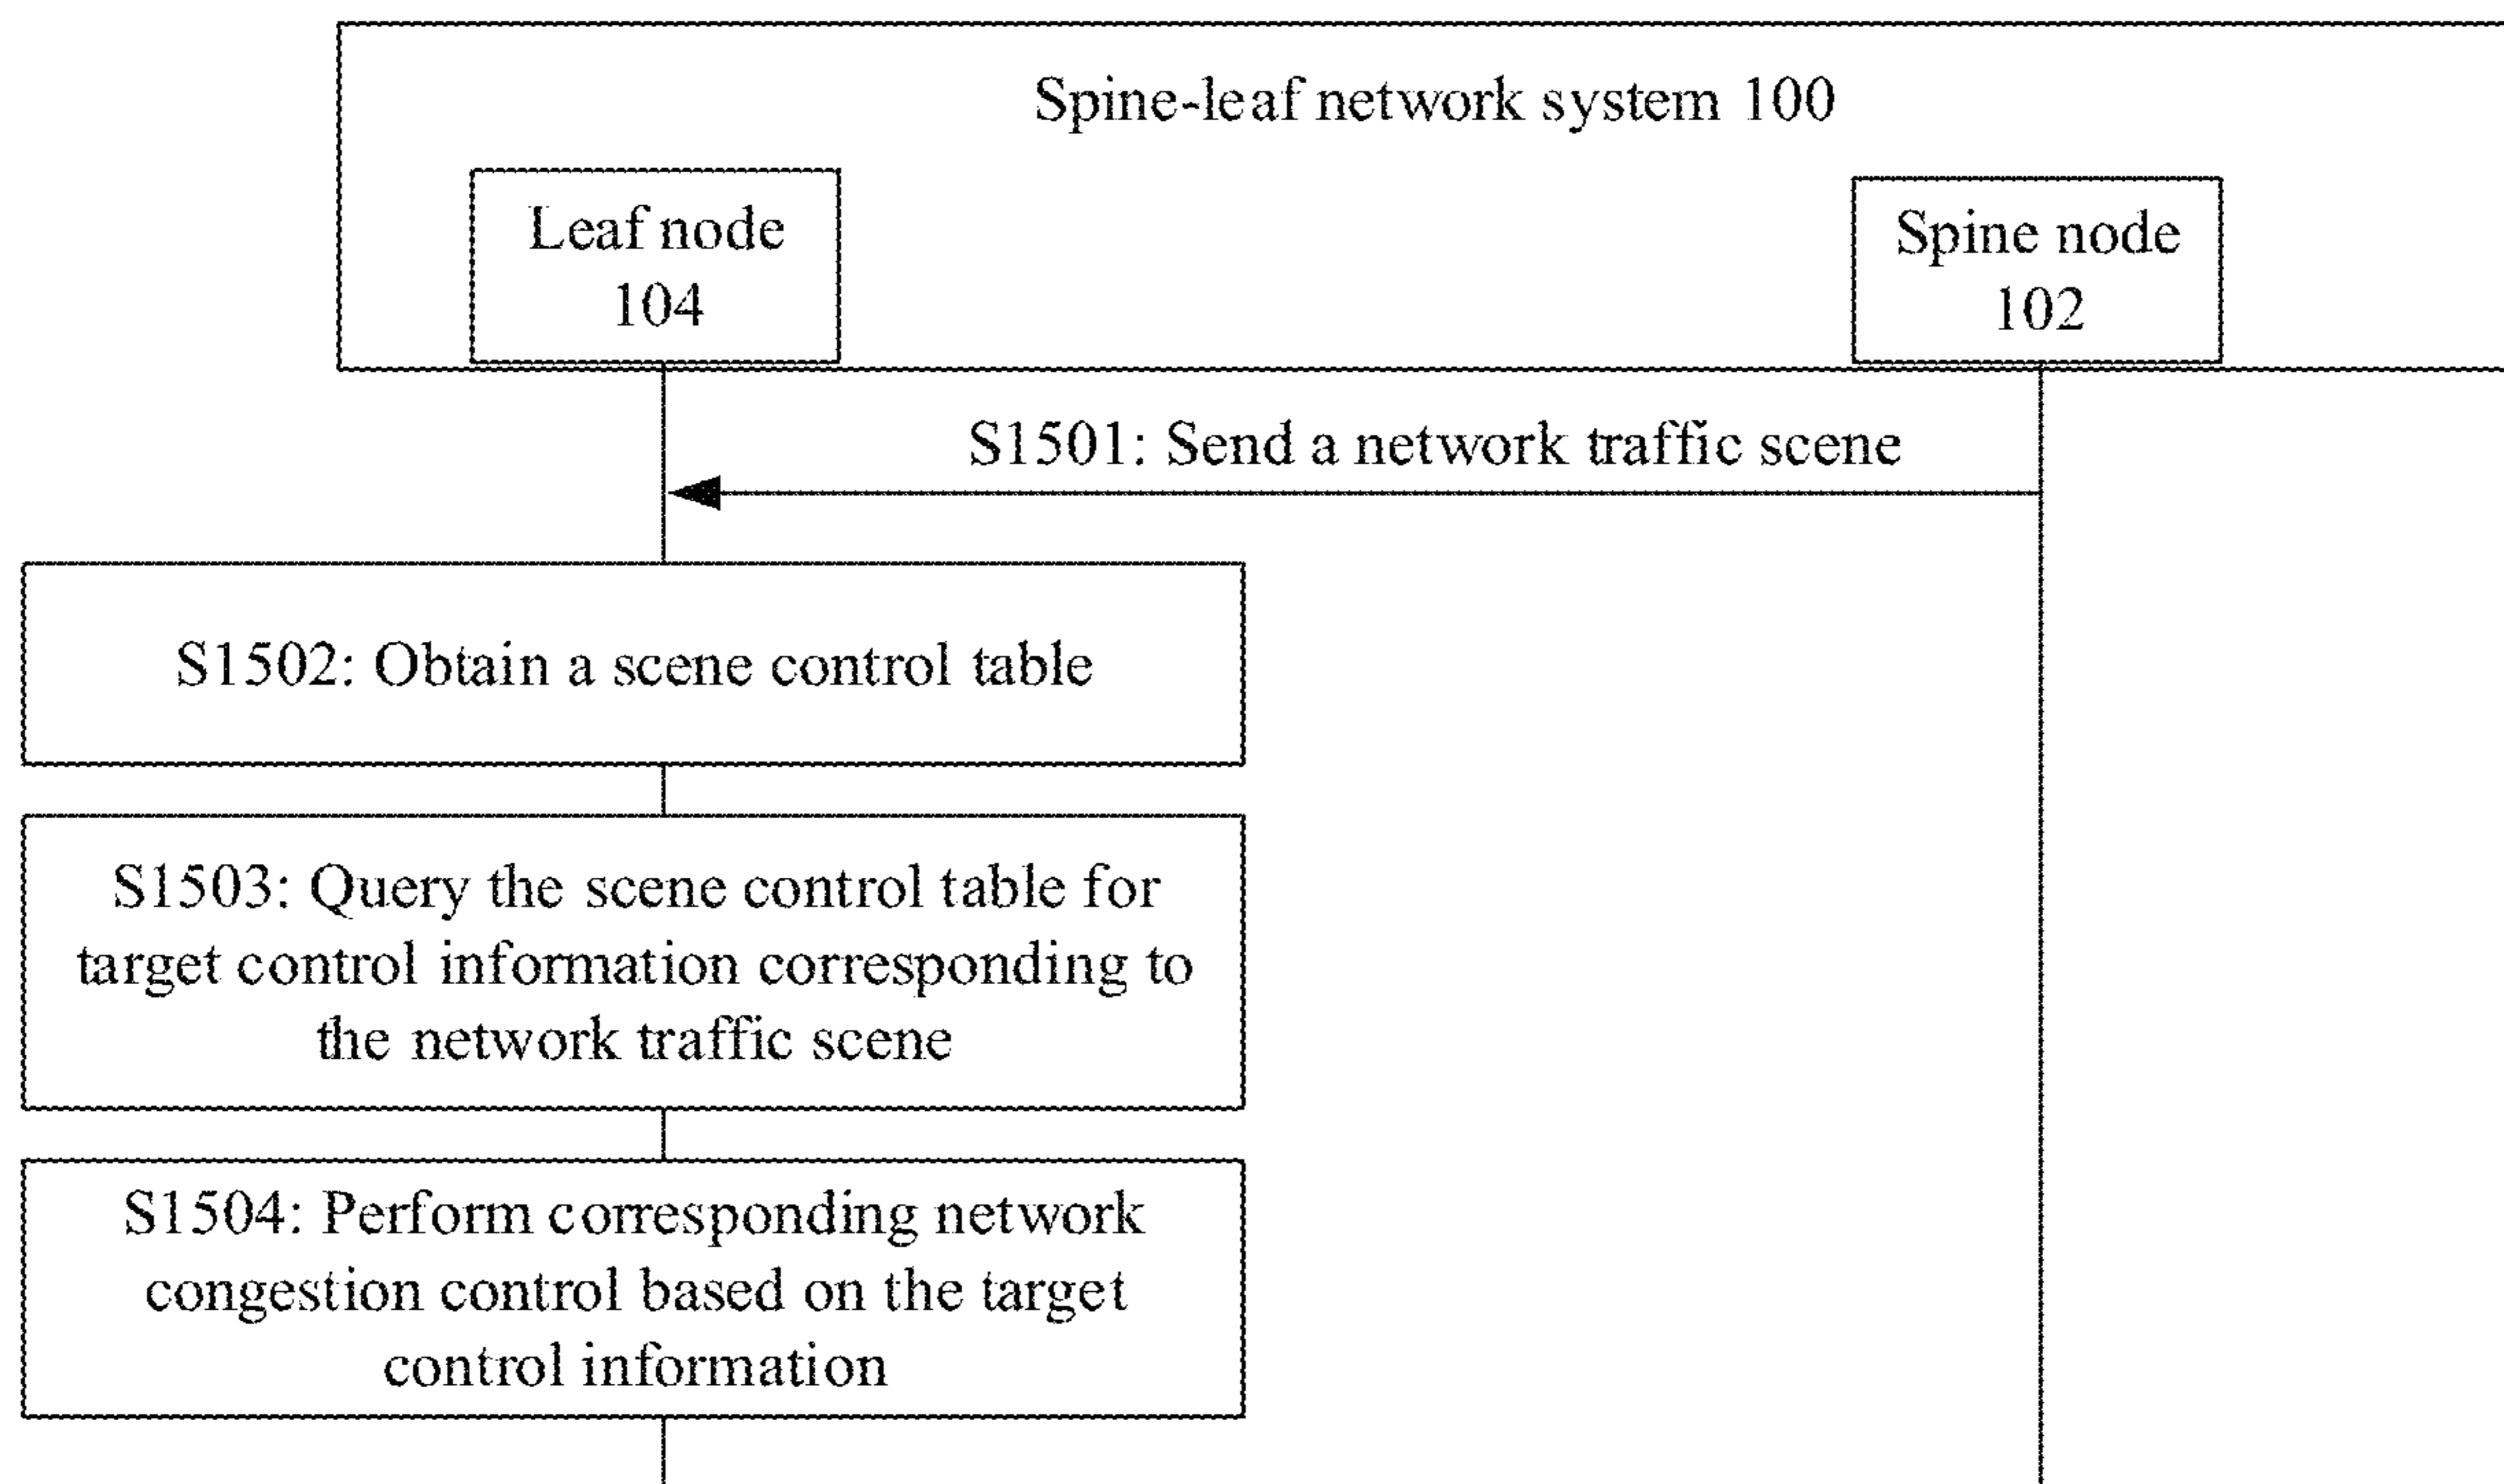 Spine-leaf network system 100
Leaf node
104
Spine node
102
S1501: Send a network traffic scene
S1502: Obtain a scene control table
S1503: Query the scene control table for
target control information corresponding to
the network traffic scene
S1504: Perform corresponding network
congestion control based on the target
control information